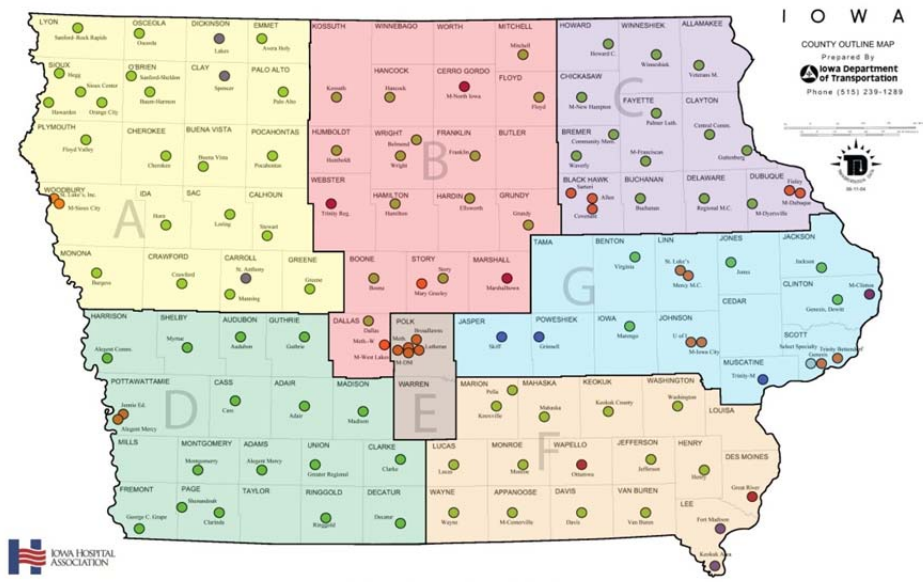 I O W A
COUNTY OUTLINE MAP
Prepared By
Iowa Department
of Transportation
Phone (515) 239-1289
A
LYON
Sanford- Rock Rapids
OSCEOLA
Osceola
DICKINSON
Lakes
EMMET
Avera Holy
SIOUX
Hegg
Sioux Center
Hawarden
Orange City
O'BRIEN
Sanford-Sheldon
Baum-Harmon
CLAY
Spencer
PALO ALTO
Palo Alto
PLYMOUTH
Floyd Valley
CHEROKEE
Cherokee
BUENA VISTA
Buena Vista
POCAHONTAS
Pocahontas
WOODBURY
St. Luke's Inc.
M-Sioux City
IDA
Horn
SAC
Loring
CALHOUN
Stewart
MONONA
Burgess
CRAWFORD
Crawford
CARROLL
St. Anthony
Manning
GREENE
Greene
B
KOSSUTH
Kossuth
WINNEBAGO
WORTH
MITCHELL
Mitchell
HANCOCK
Hancock
CERRO GORDO
M-North Iowa
FLOYD
Floyd
HUMBOLDT
Humboldt
WRIGHT
Belmond
Wright
FRANKLIN
Franklin
BUTLER
WEBSTER
Trinity Reg.
HAMILTON
Hamilton
HARDIN
Ellsworth
GRUNDY
Grundy
BOONE
Boone
STORY
Story
Mary Greeley
MARSHALL
Marshalltown
DALLAS
Dallas
Meth.-W
M-West Lakes
C
HOWARD
Howard C.
WINNESHIEK
Winneshiek
ALLAMAKEE
Veterans M.
CHICKASAW
M-New Hampton
FAYETTE
Palmer Luth.
M-Franciscan
CLAYTON
Central Comm.
Guttenberg
BREMER
Community Mem.
Waverly
BLACK HAWK
Sartori
Allen
Covenant
BUCHANAN
Buchanan
DELAWARE
Regional M.C.
DUBUQUE
Finley
M-Dubuque
M-Dyersville
G
TAMA
BENTON
Virginia
LINN
St. Luke's
Mercy M.C.
JONES
Jones
JACKSON
Jackson
M-Clinton
CLINTON
Genesis, Dewitt
CEDAR
JASPER
Skiff
POWESHIEK
Grinnell
IOWA
Marengo
JOHNSON
U of I
M-Iowa City
SCOTT
Select Specialty
Genesis
Trinity Bettendorf
MUSCATINE
Trinity-M
D
HARRISON
Alegent Comm.
SHELBY
Myrtue
AUDUBON
Audubon
GUTHRIE
Guthrie
POTTAWATTAMIE
Jennie Ed.
Alegent Mercy
CASS
Cass
ADAIR
Adair
MADISON
Madison
MILLS
MONTGOMERY
Montgomery
ADAMS
Alegent Mercy
UNION
Greater Regional
CLARKE
Clarke
FREMONT
George C. Grape
PAGE
Shenandoah
Clarinda
TAYLOR
RINGGOLD
Ringgold
DECATUR
Decatur
E
POLK
Broadlawns
Meth.
Lutheran
M-DM
WARREN
F
MARION
Pella
Knoxville
MAHASKA
Mahaska
KEOKUK
Keokuk County
WASHINGTON
Washington
LOUISA
LUCAS
Lucas
MONROE
Monroe
WAPELLO
Ottumwa
JEFFERSON
Jefferson
HENRY
Henry
DES MOINES
Great River
WAYNE
Wayne
APPANOOSE
M-Centerville
DAVIS
Davis
VAN BUREN
Van Buren
LEE
Fort Madison
Keokuk Area
IOWA HOSPITAL
ASSOCIATION